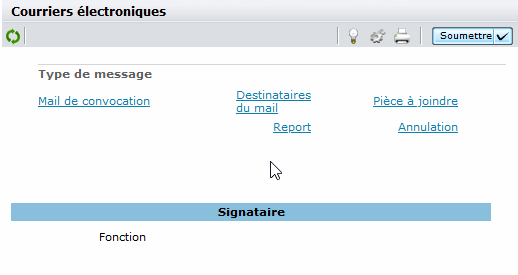 Courriers électroniques
Soumettre
Type de message
Mail de convocation
Destinataires
du mail
Pièce à joindre
Report
Annulation
Signataire
Fonction